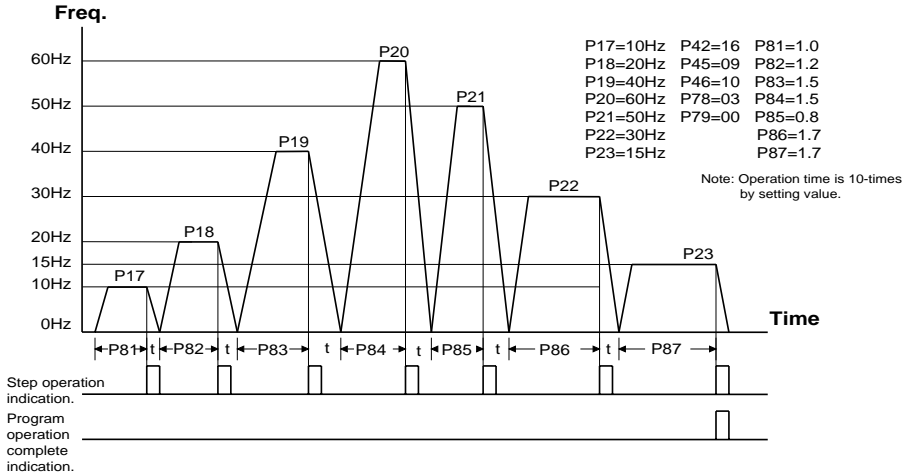 Freq.
60Hz
50Hz
40Hz
30Hz
20Hz
15Hz
10Hz
0Hz
P17
P18
P19
P20
P21
P22
P23
P17=10Hz P42=16 P81=1.0
P18=20Hz P45=09 P82=1.2
P19=40Hz P46=10 P83=1.5
P20=60Hz P78=03 P84=1.5
P21=50Hz P79=00 P85=0.8
P22=30Hz P86=1.7
P23=15Hz P87=1.7
Note: Operation time is 10-times
by setting value.
Time
P81 t P82 t P83 t P84 t P85 t P86 t P87
Step operation
indication.
Program
operation
complete
indication.